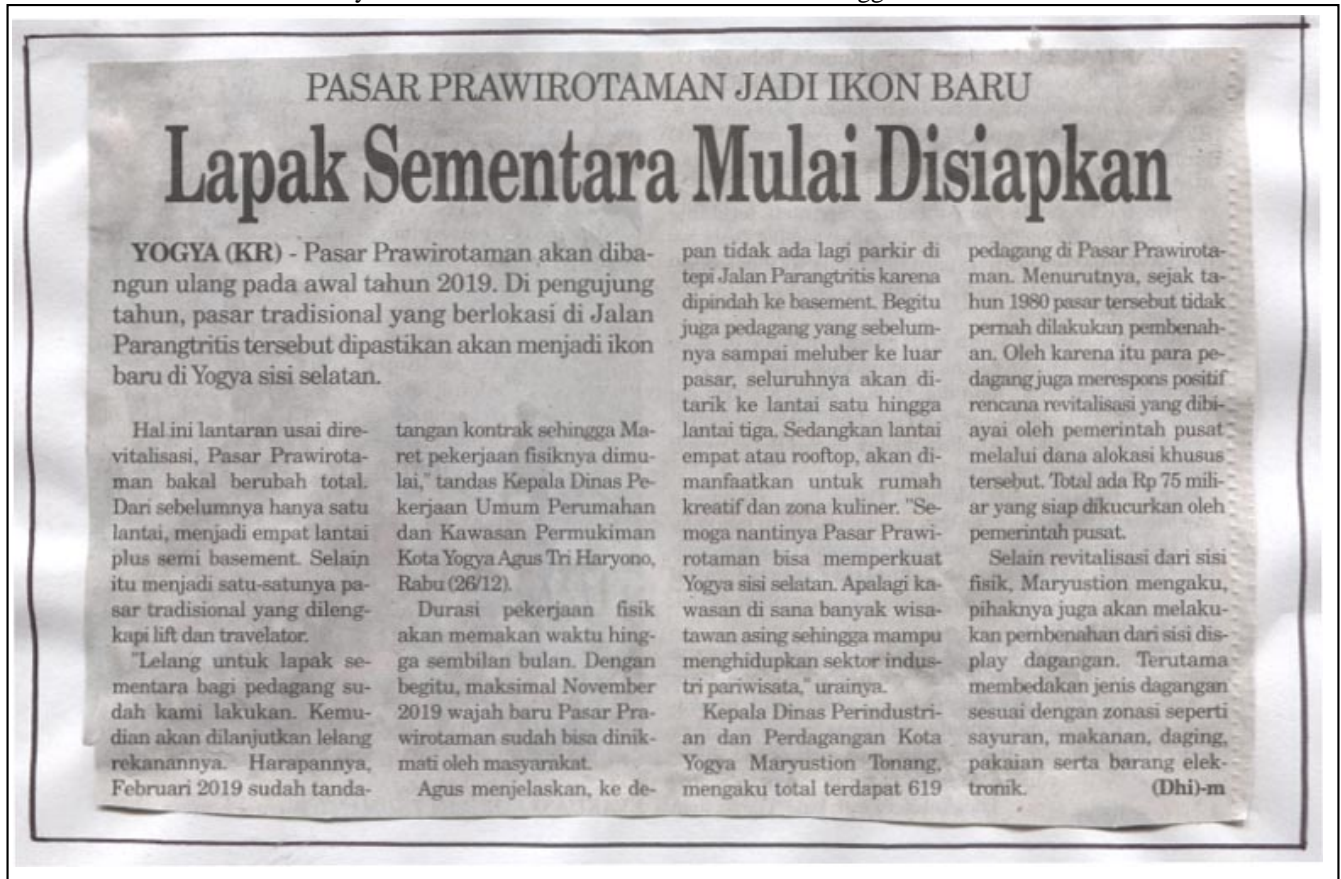 PASAR PRAWIROTAMAN JADI IKON BARU
Lapak Sementara Mulai Disiapkan
YOGYA (KR) - Pasar Prawirotaman akan diba-
ngun ulang pada awal tahun 2019. Di pengujung
tahun, pasar tradisional yang berlokasi di Jalan
Parangtritis tersebut dipastikan akan menjadi ikon
baru di Yogya sisi selatan.
Hal ini lantaran usai dire-
vitalisasi, Pasar Prawirota-
man bakal berubah total.
Dari sebelumnya hanya satu
lantai, menjadi empat lantai
plus semi basement. Selain
itu menjadi satu-satunya pa-
sar tradisional yang dileng-
kapi lift dan travelator.
"Lelang untuk lapak se-
mentara bagi pedagang su-
dah kami lakukan. Kemu-
dian akan dilanjutkan lelang
rekanannya. Harapannya,
Februari 2019 sudah tanda-
tangan kontrak sehingga Ma-
ret pekerjaan fisiknya dimu-
lai," tandas Kepala Dinas Pe-
kerjaan Umum Perumahan
dan Kawasan Permukiman
Kota Yogya Agus Tri Haryono,
Rabu (26/12).
Durasi pekerjaan fisik
akan memakan waktu hing-
ga sembilan bulan. Dengan
begitu, maksimal November
2019 wajah baru Pasar Pra-
wirotaman sudah bisa dinik-
mati oleh masyarakat.
Agus menjelaskan, ke de-
pan tidak ada lagi parkir di
tepi Jalan Parangtritis karena
dipindah ke basement. Begitu
juga pedagang yang sebelum-
nya sampai meluber ke luar
pasar, seluruhnya akan di-
tarik ke lantai satu hingga
lantai tiga. Sedangkan lantai
empat atau rooftop, akan di-
manfaatkan untuk rumah
kreatif dan zona kuliner. "Se-
moga nantinya Pasar Prawi-
rotaman bisa memperkuat
Yogya sisi selatan. Apalagi ka-
wasan di sana banyak wisa-
tawan asing sehingga mampu
menghidupkan sektor indus-
tri pariwisata," urainya.
Kepala Dinas Perindustri-
an dan Perdagangan Kota
Yogya Maryustion Tonang,
mengaku total terdapat 619
pedagang di Pasar Prawirota-
man. Menurutnya, sejak ta-
hun 1980 pasar tersebut tidak
pernah dilakukan pembenah-
an. Oleh karena itu para pe-
dagang juga merespons positif
rencana revitalisasi yang dibi-
ayai oleh pemerintah pusat
melalui dana alokasi khusus
tersebut. Total ada Rp 75 mili-
ar yang siap dikucurkan oleh
pemerintah pusat.
Selain revitalisasi dari sisi
fisik, Maryustion mengaku,
pihaknya juga akan melaku-
kan pembenahan dari sisi dis-
play dagangan. Terutama
membedakan jenis dagangan
sesuai dengan zonasi seperti
sayuran, makanan, daging,
pakaian serta barang elek-
tronik. (Dhi)-m